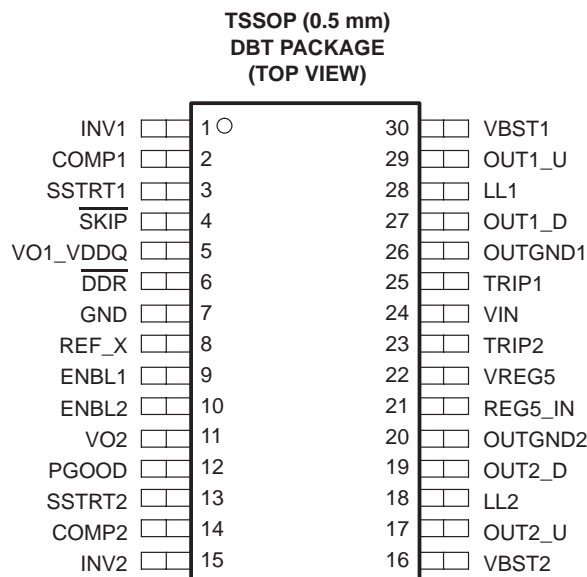 TSSOP (0.5 mm)
DBT PACKAGE
(TOP VIEW)
INV1 1 30 VBST1
COMP1 2 29 OUT1_U
SSTRT1 3 28 LL1
SKIP 4 27 OUT1_D
VO1_VDDQ 5 26 OUTGND1
DDR 6 25 TRIP1
GND 7 24 VIN
REF_X 8 23 TRIP2
ENBL1 9 22 VREG5
ENBL2 10 21 REG5_IN
VO2 11 20 OUTGND2
PGOOD 12 19 OUT2_D
SSTRT2 13 18 LL2
COMP2 14 17 OUT2_U
INV2 15 16 VBST2